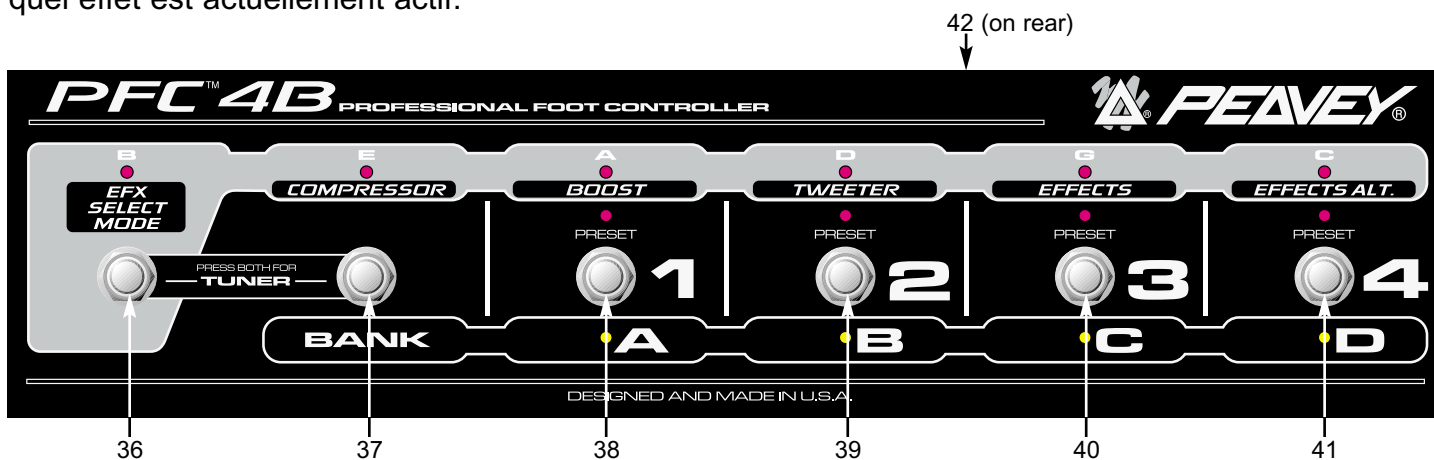 quel effet est actuellement actif.
42 (on rear)
PFC™ 4B PROFESSIONAL FOOT CONTROLLER
PEAVEY®
B E A D G C
EFX SELECT MODE
COMPRESSOR BOOST TWEETER EFFECTS EFFECTS ALT.
PRESET PRESET PRESET PRESET
PRESS BOTH FOR
TUNER
1 2 3 4
BANK A B C D
DESIGNED AND MADE IN U.S.A.
36 37 38 39 40 41